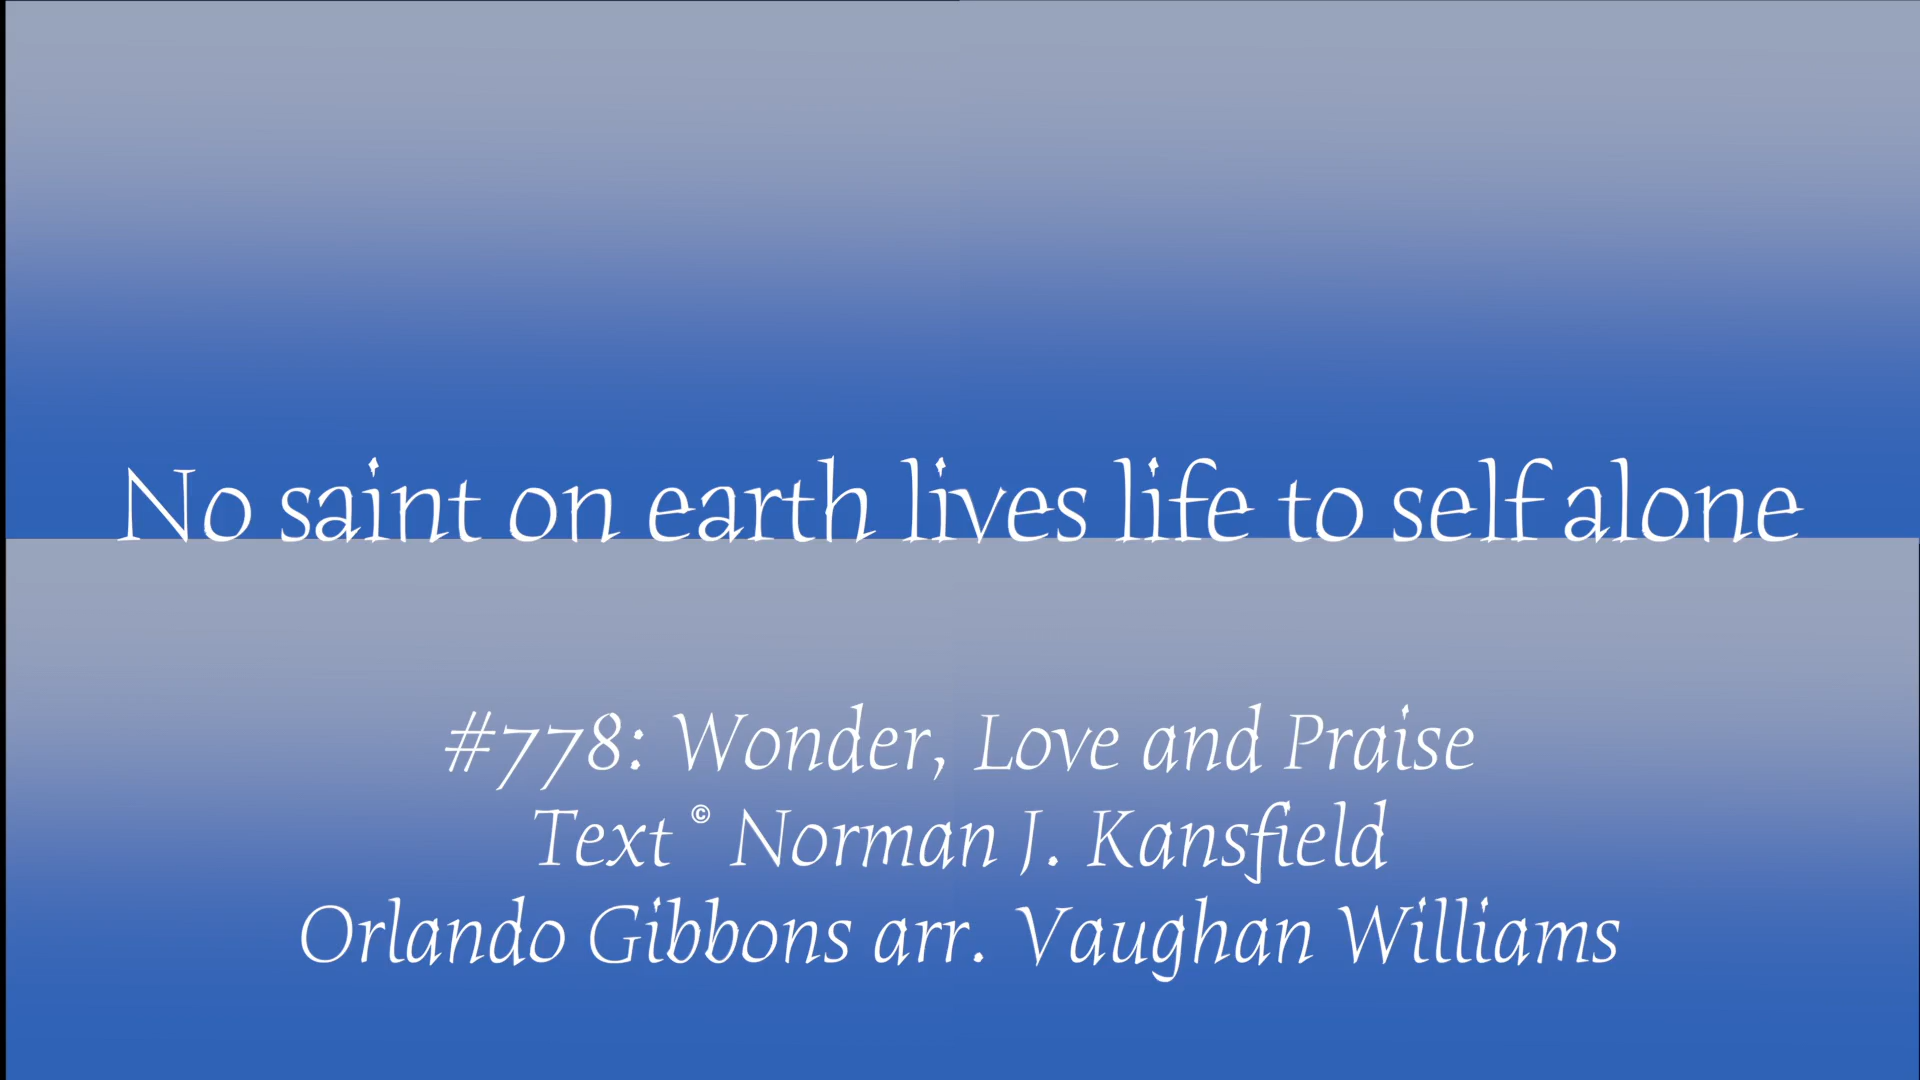 No saint on earth lives life to self alone
#778: Wonder, Love and Praise
Text © Norman J. Kansfield
Orlando Gibbons arr. Vaughan Williams